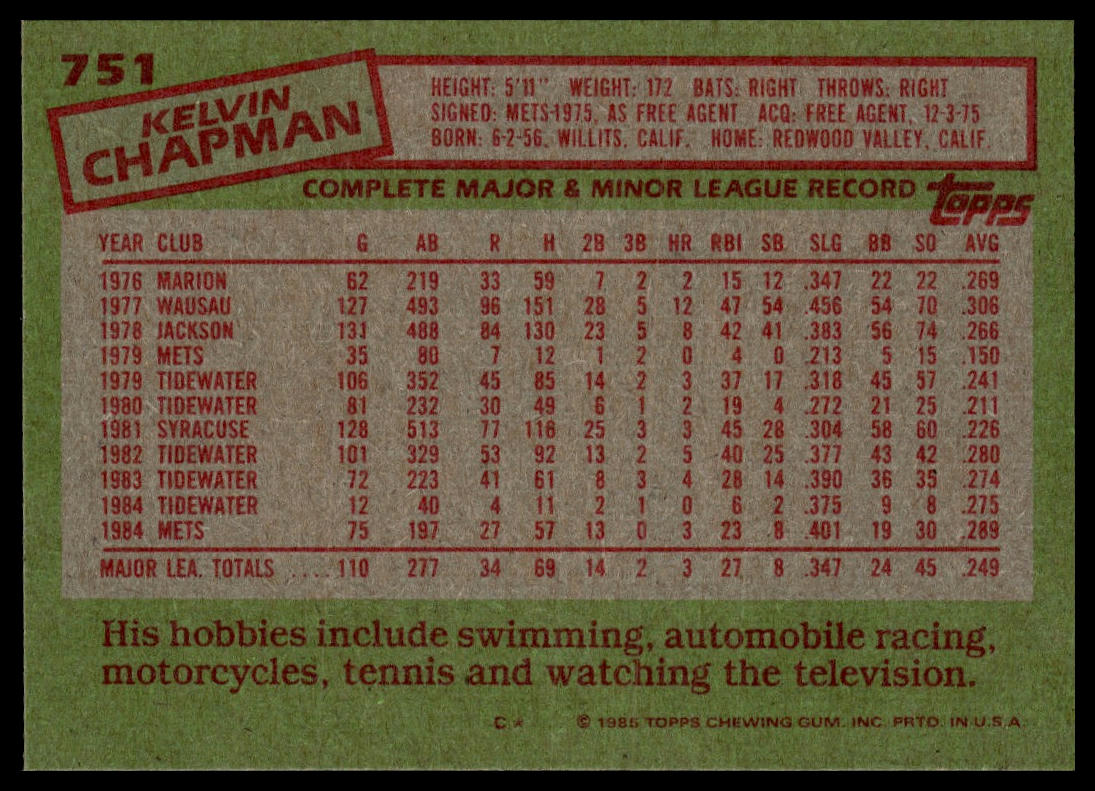 751
KELVIN
CHAPMAN
HEIGHT: 5'11" WEIGHT: 172 BATS: RIGHT THROWS: RIGHT
SIGNED: METS-1975, AS FREE AGENT ACQ: FREE AGENT, 12-3-75
BORN: 6-2-56, WILLITS, CALIF. HOME: REDWOOD VALLEY, CALIF.
COMPLETE MAJOR & MINOR LEAGUE RECORD topps
YEAR CLUB G AB R H 2B 3B HR RBI SB SLG BB SO AVG
1976 MARION 62 219 33 59 7 2 2 15 12 .347 22 22 .269
1977 WAUSAU 127 493 96 151 28 5 12 47 54 .456 54 70 .306
1978 JACKSON 131 488 84 130 23 5 8 42 41 .383 56 74 .266
1979 METS 35 80 7 12 1 2 0 4 0 .213 5 15 .150
1979 TIDEWATER 106 352 45 85 14 2 3 37 17 .318 45 57 .241
1980 TIDEWATER 81 232 30 49 6 1 2 19 4 .272 21 25 .211
1981 SYRACUSE 128 513 77 116 25 3 3 45 28 .304 58 60 .226
1982 TIDEWATER 101 329 53 92 13 2 5 40 25 .377 43 42 .280
1983 TIDEWATER 72 223 41 61 8 3 4 28 14 .390 36 35 .274
1984 TIDEWATER 12 40 4 11 2 1 0 6 2 .375 9 8 .275
1984 METS 75 197 27 57 13 0 3 23 8 .401 19 30 .289
MAJOR LEA. TOTALS .... 110 277 34 69 14 2 3 27 8 .347 24 45 .249
His hobbies include swimming, automobile racing,
motorcycles, tennis and watching the television.
C* © 1985 TOPPS CHEWING GUM. INC. PRTD. IN U.S.A.